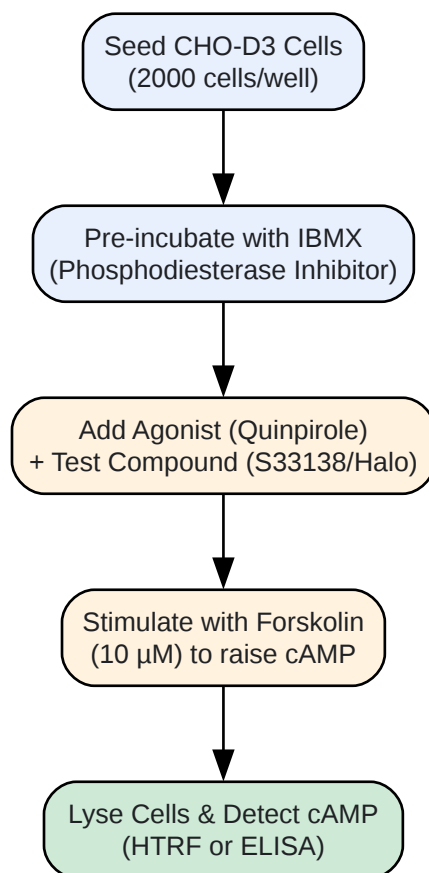 Seed CHO-D3 Cells
(2000 cells/well)
Pre-incubate with IBMX
(Phosphodiesterase Inhibitor)
Add Agonist (Quinpirole)
+ Test Compound (S33138/Halo)
Stimulate with Forskolin
(10 µM) to raise cAMP
Lyse Cells & Detect cAMP
(HTRF or ELISA)